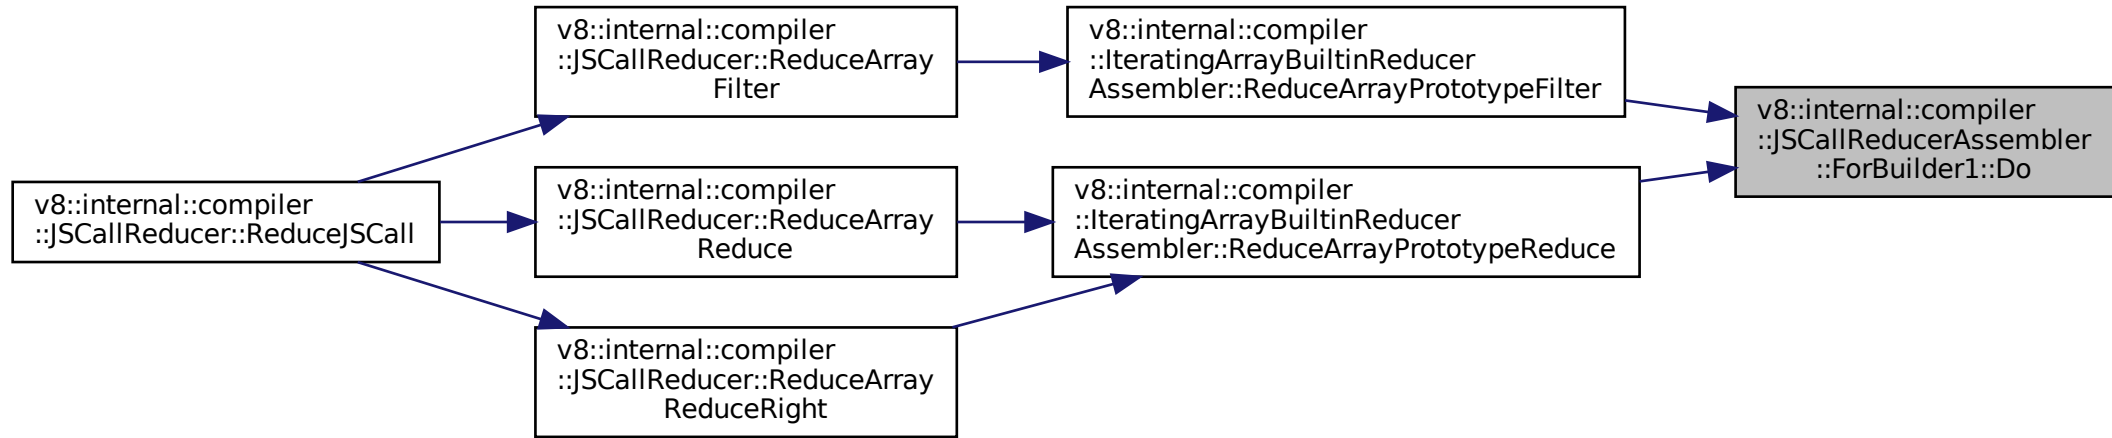 v8::internal::compiler
::JSCallReducer::ReduceJSCall
v8::internal::compiler
::JSCallReducer::ReduceArray
Filter
v8::internal::compiler
::JSCallReducer::ReduceArray
Reduce
v8::internal::compiler
::JSCallReducer::ReduceArray
ReduceRight
v8::internal::compiler
::IteratingArrayBuiltinReducer
Assembler::ReduceArrayPrototypeFilter
v8::internal::compiler
::IteratingArrayBuiltinReducer
Assembler::ReduceArrayPrototypeReduce
v8::internal::compiler
::JSCallReducerAssembler
::ForBuilder1::Do